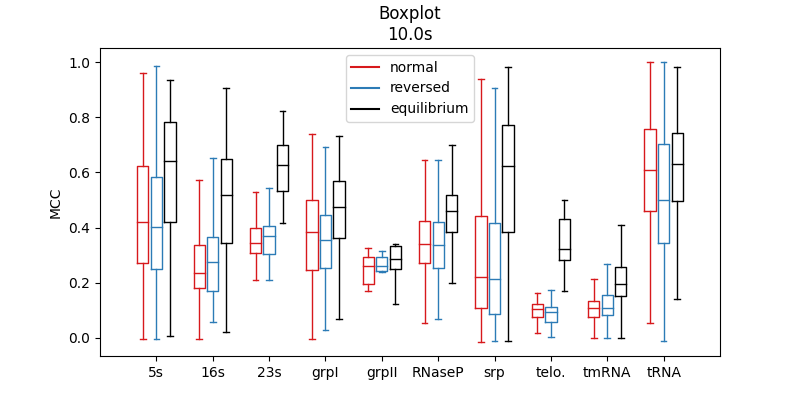 Boxplot
10.0s
MCC
1.0
0.8
0.6
0.4
0.2
0.0
normal
reversed
equilibrium
5s 16s 23s grpI grpII RNaseP srp telo. tmRNA tRNA